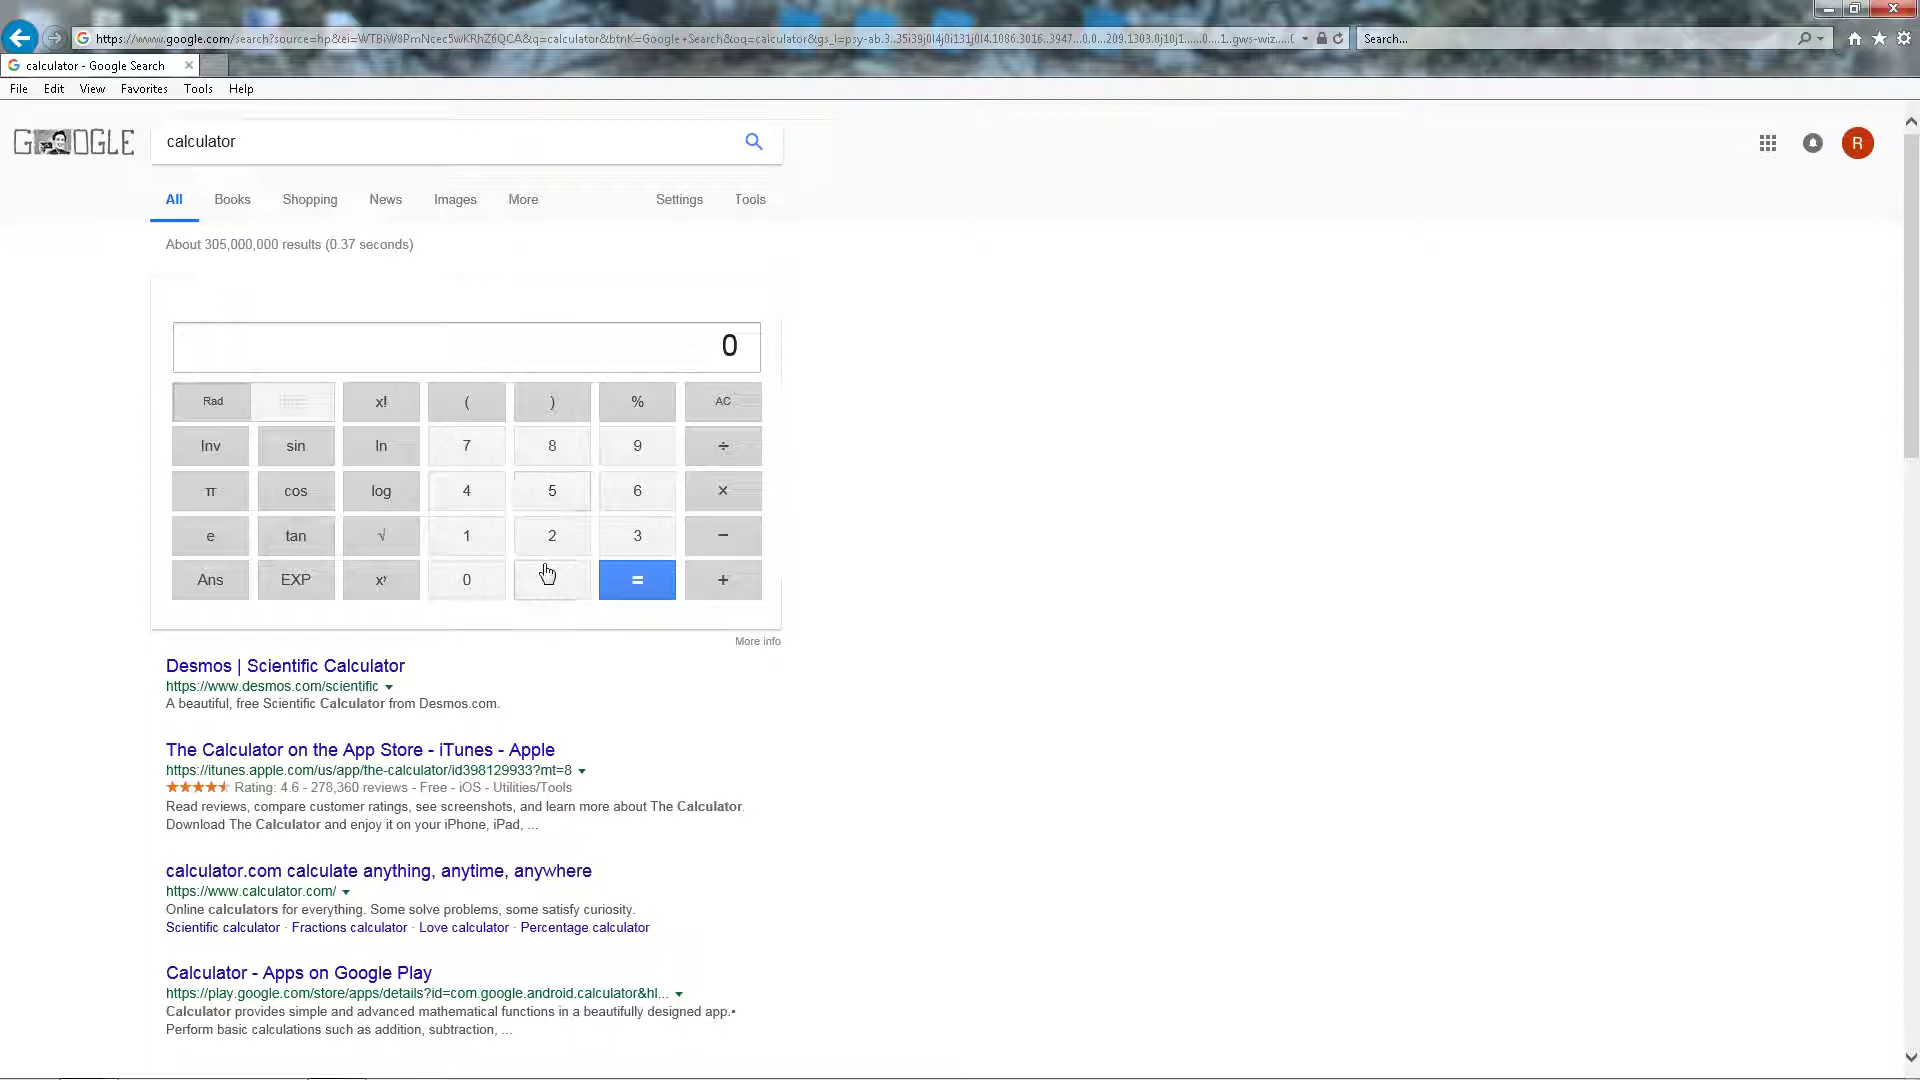 https://www.google.com/search?source=hp&ei=WTBiW8PmNcec5wKRhZ6QCA&q=calculator&btnK=Google+Search&oq=calculator&gs_l=psy-ab.3..35i39j0l4j0i131j0l4.1086.3016..3947...0.0...209.1303.0j10j1......0....1..gws-wiz.....0
Search...
calculator - Google Search
File Edit View Favorites Tools Help
GOOGLE
calculator
R
All Books Shopping News Images More Settings Tools
About 305,000,000 results (0.37 seconds)
0
Rad x! ( ) % AC
Inv sin ln 7 8 9 ÷
π cos log 4 5 6 ×
e tan √ 1 2 3 −
Ans EXP xʸ 0 = +
More info
Desmos | Scientific Calculator
https://www.desmos.com/scientific
A beautiful, free Scientific Calculator from Desmos.com.
The Calculator on the App Store - iTunes - Apple
https://itunes.apple.com/us/app/the-calculator/id398129933?mt=8
Rating: 4.6 - 278,360 reviews - Free - iOS - Utilities/Tools
Read reviews, compare customer ratings, see screenshots, and learn more about The Calculator.
Download The Calculator and enjoy it on your iPhone, iPad, ...
calculator.com calculate anything, anytime, anywhere
https://www.calculator.com/
Online calculators for everything. Some solve problems, some satisfy curiosity.
Scientific calculator · Fractions calculator · Love calculator · Percentage calculator
Calculator - Apps on Google Play
https://play.google.com/store/apps/details?id=com.google.android.calculator&hl...
Calculator provides simple and advanced mathematical functions in a beautifully designed app.•
Perform basic calculations such as addition, subtraction, ...